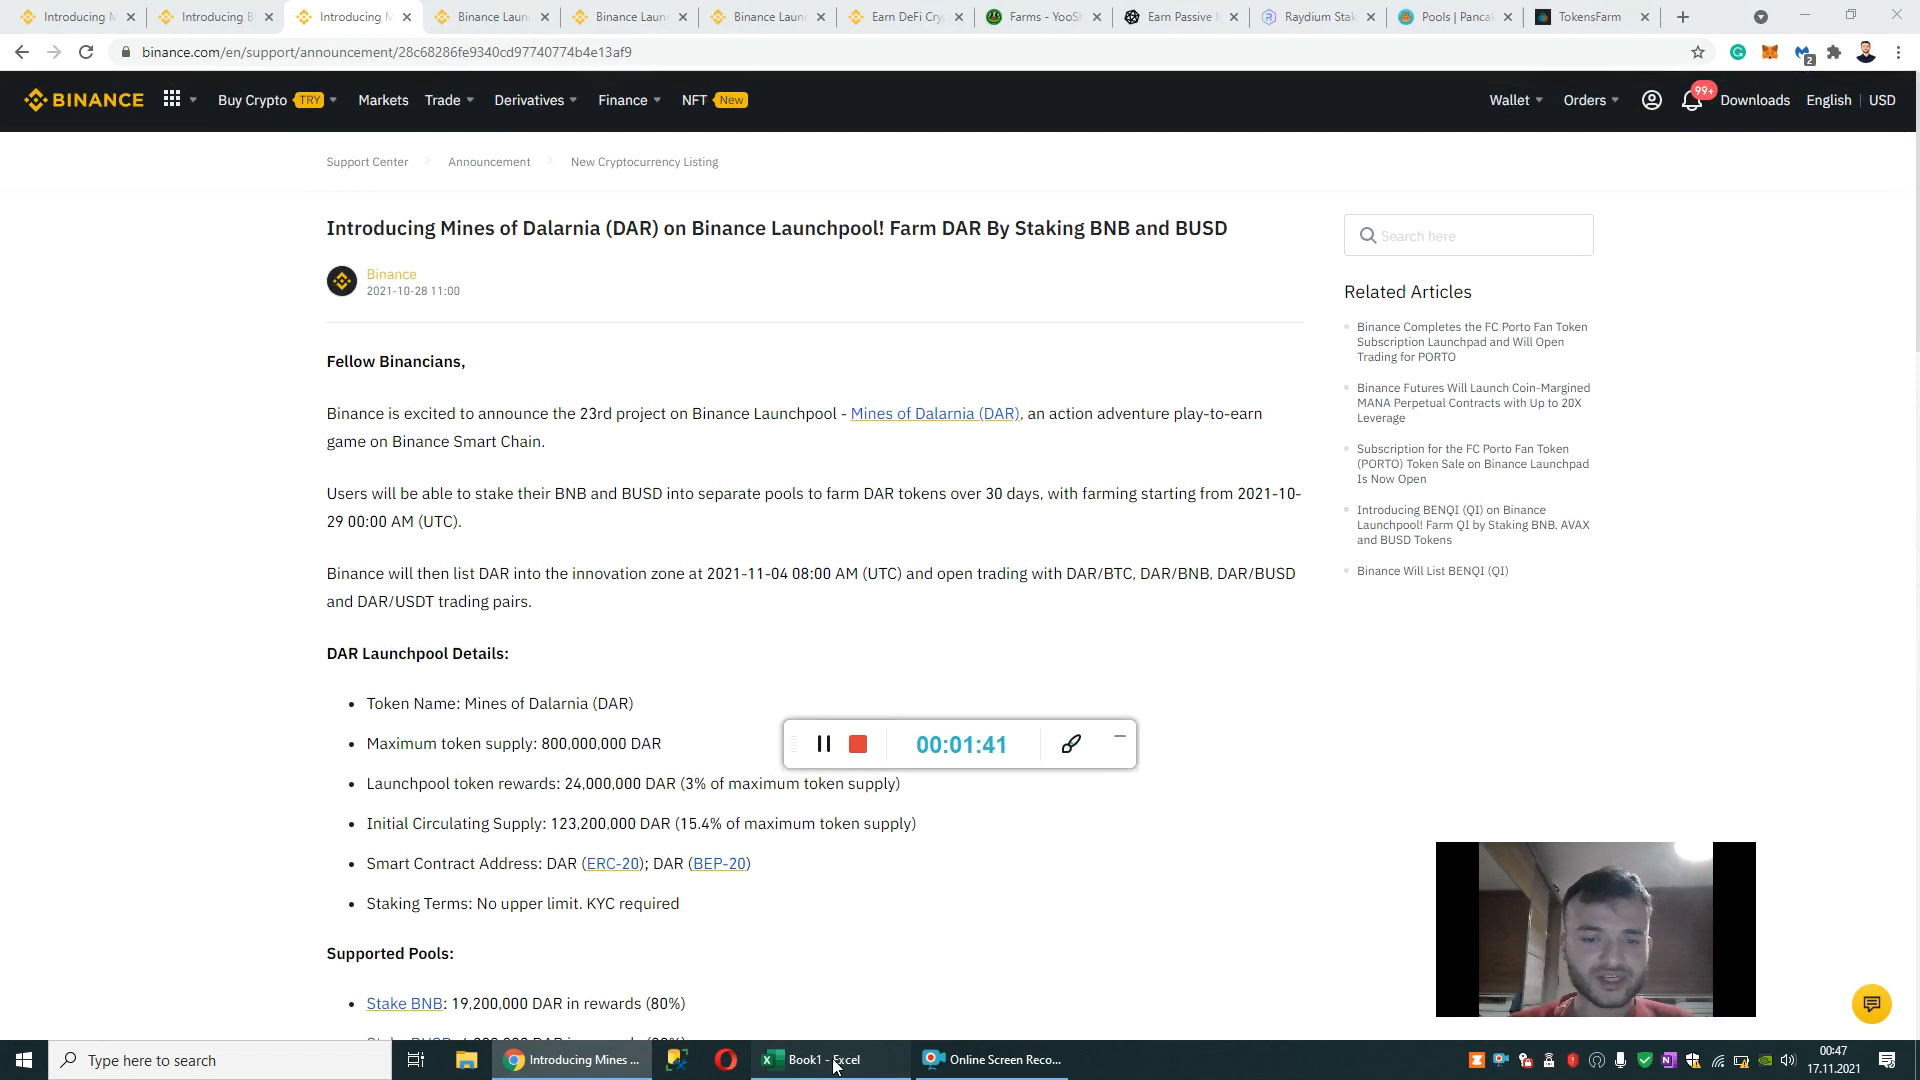 Introducing M
Introducing B
Introducing M
Binance Laun
Binance Laun
Binance Laun
Earn DeFi Cry
Farms - YooSh
Earn Passive I
Raydium Stak
Pools | Panca
TokensFarm
binance.com/en/support/announcement/28c68286fe9340cd97740774b4e13af9
2
BINANCE
Buy Crypto TRY
Markets
Trade
Derivatives
Finance
NFT New
Wallet
Orders
99+
Downloads
English | USD
Support Center
Announcement
New Cryptocurrency Listing
Introducing Mines of Dalarnia (DAR) on Binance Launchpool! Farm DAR By Staking BNB and BUSD
Binance
2021-10-28 11:00
Fellow Binancians,
Binance is excited to announce the 23rd project on Binance Launchpool - Mines of Dalarnia (DAR), an action adventure play-to-earn
game on Binance Smart Chain.
Users will be able to stake their BNB and BUSD into separate pools to farm DAR tokens over 30 days, with farming starting from 2021-10-
29 00:00 AM (UTC).
Binance will then list DAR into the innovation zone at 2021-11-04 08:00 AM (UTC) and open trading with DAR/BTC, DAR/BNB, DAR/BUSD
and DAR/USDT trading pairs.
DAR Launchpool Details:
Token Name: Mines of Dalarnia (DAR)
Maximum token supply: 800,000,000 DAR
Launchpool token rewards: 24,000,000 DAR (3% of maximum token supply)
Initial Circulating Supply: 123,200,000 DAR (15.4% of maximum token supply)
Smart Contract Address: DAR (ERC-20); DAR (BEP-20)
Staking Terms: No upper limit. KYC required
Supported Pools:
Stake BNB: 19,200,000 DAR in rewards (80%)
00:01:41
Search here
Related Articles
Binance Completes the FC Porto Fan Token
Subscription Launchpad and Will Open
Trading for PORTO
Binance Futures Will Launch Coin-Margined
MANA Perpetual Contracts with Up to 20X
Leverage
Subscription for the FC Porto Fan Token
(PORTO) Token Sale on Binance Launchpad
Is Now Open
Introducing BENQI (QI) on Binance
Launchpool! Farm QI by Staking BNB, AVAX
and BUSD Tokens
Binance Will List BENQI (QI)
Type here to search
Introducing Mines ...
Book1 - Excel
Online Screen Reco...
00:47
17.11.2021